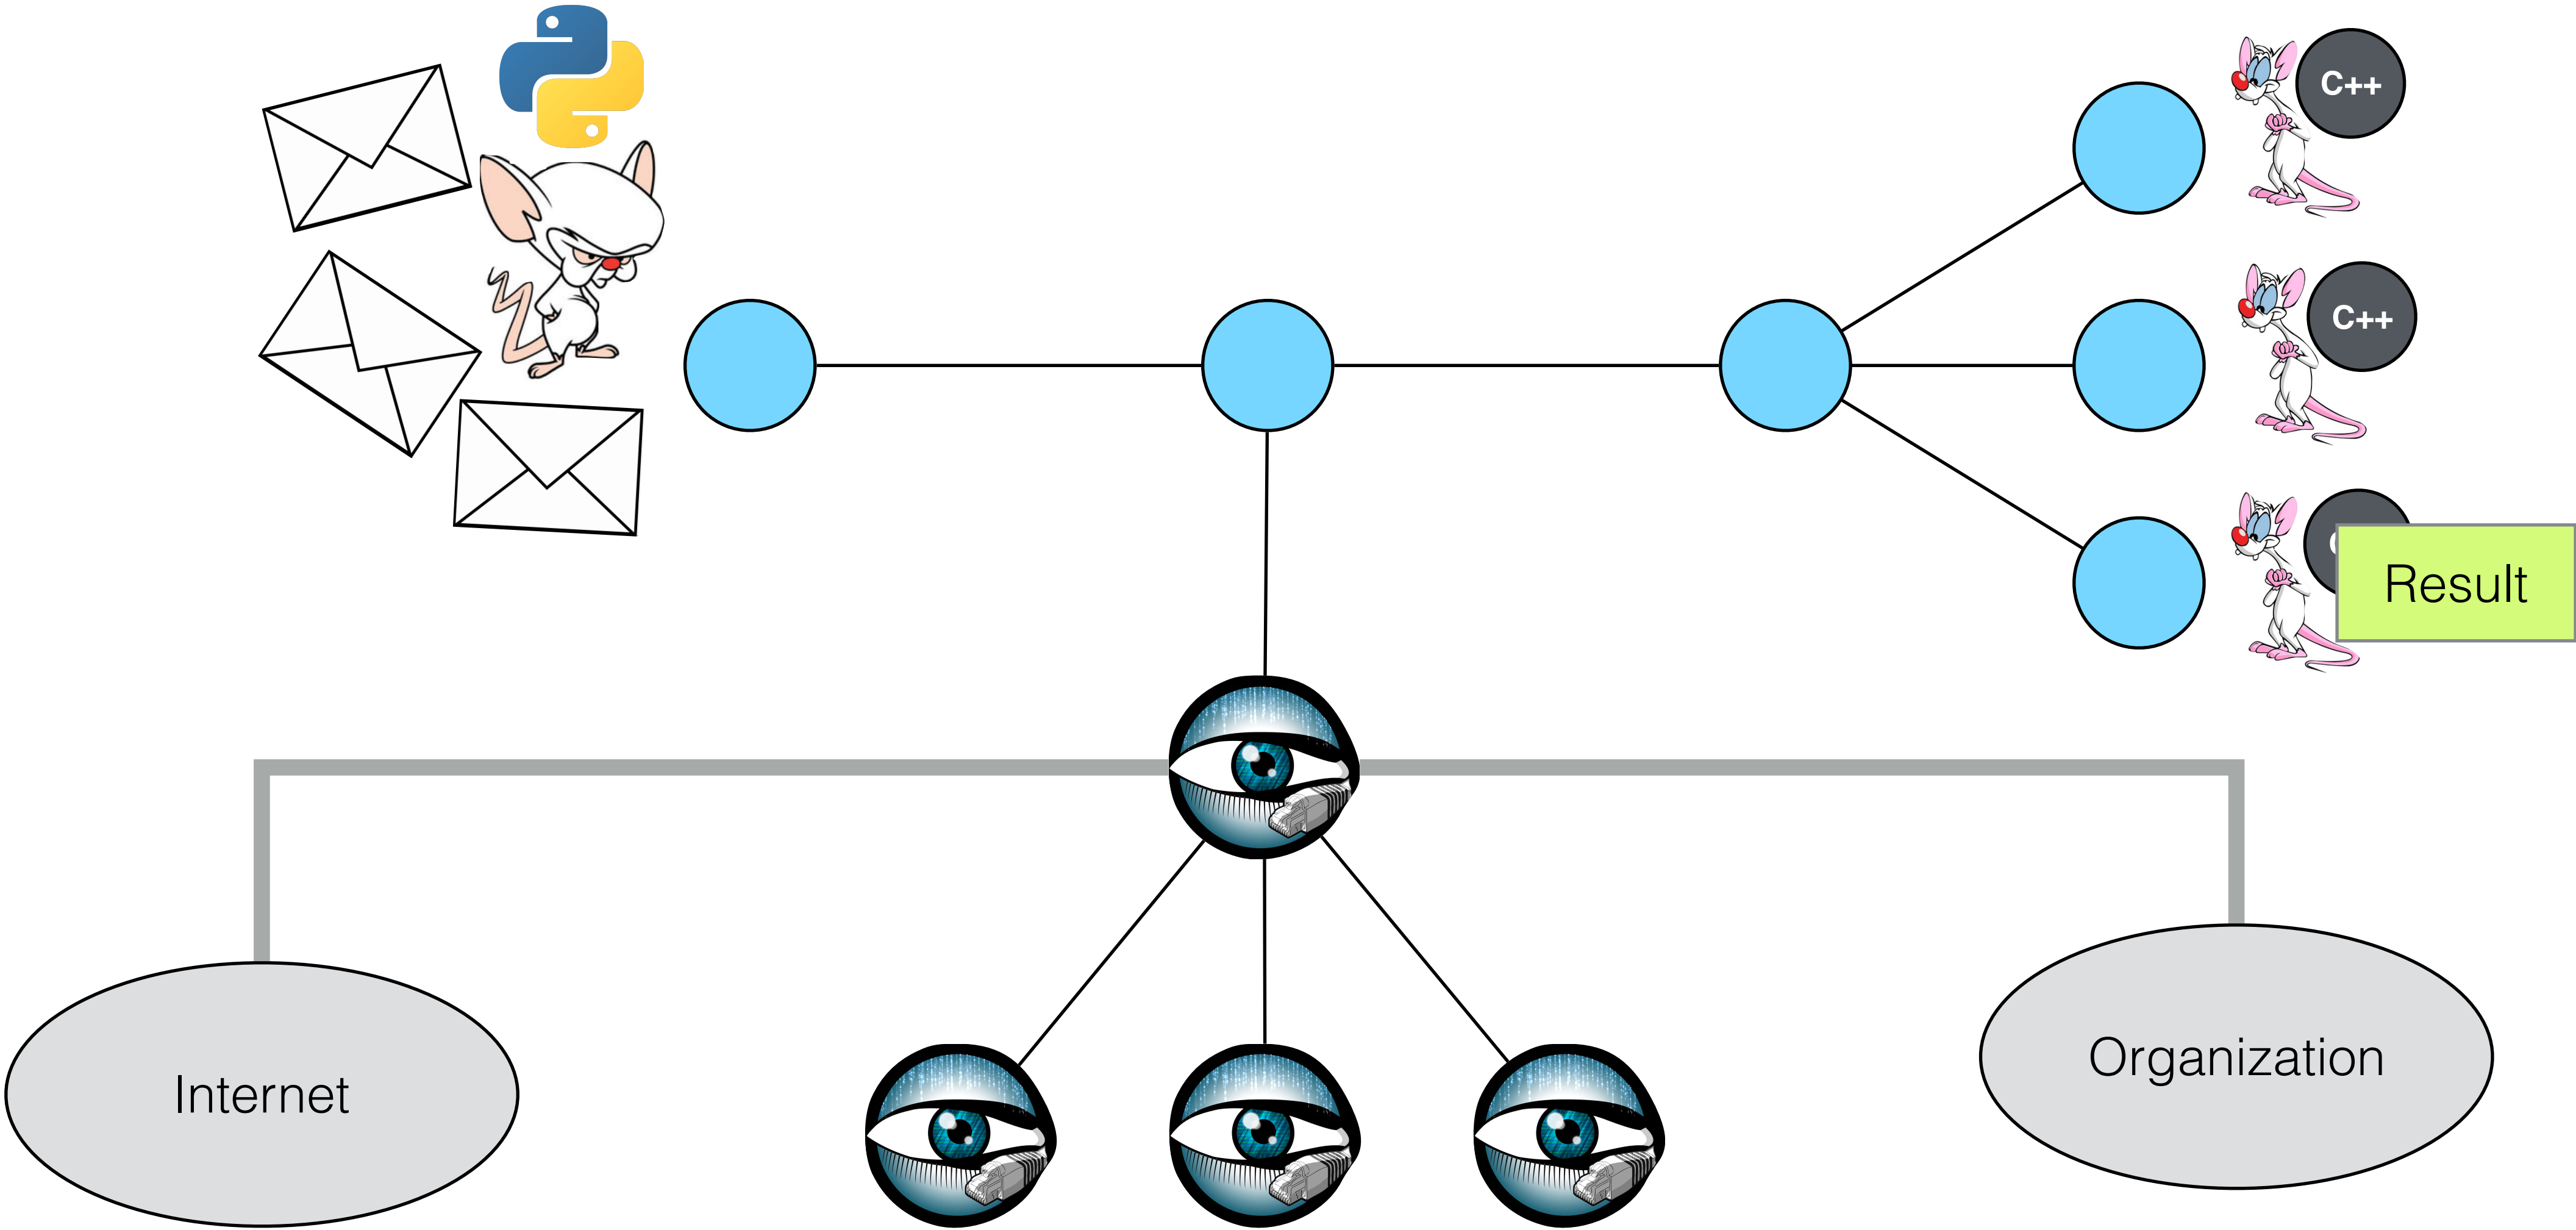 C++
C++
Result
Organization
Internet